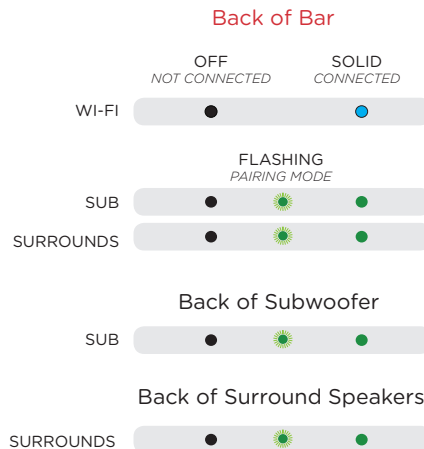 Back of Bar
OFF SOLID
NOT CONNECTED CONNECTED
WI-FI
FLASHING
PAIRING MODE
SUB
SURROUNDS
Back of Subwoofer
SUB
Back of Surround Speakers
SURROUNDS